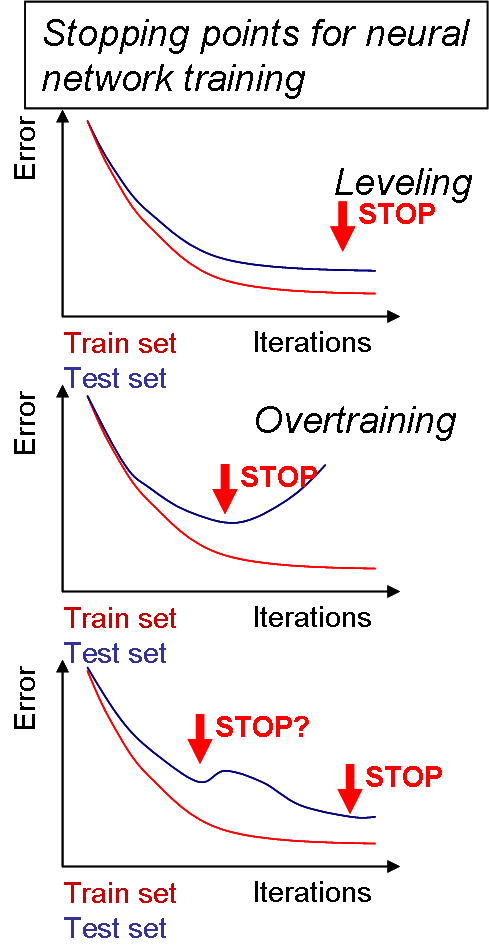 Stopping points for neural
network training
Error
Leveling
STOP
Train set
Iterations
Test set
Error
Overtraining
STOP
Train set
Iterations
Test set
Error
STOP?
STOP
Train set
Iterations
Test set